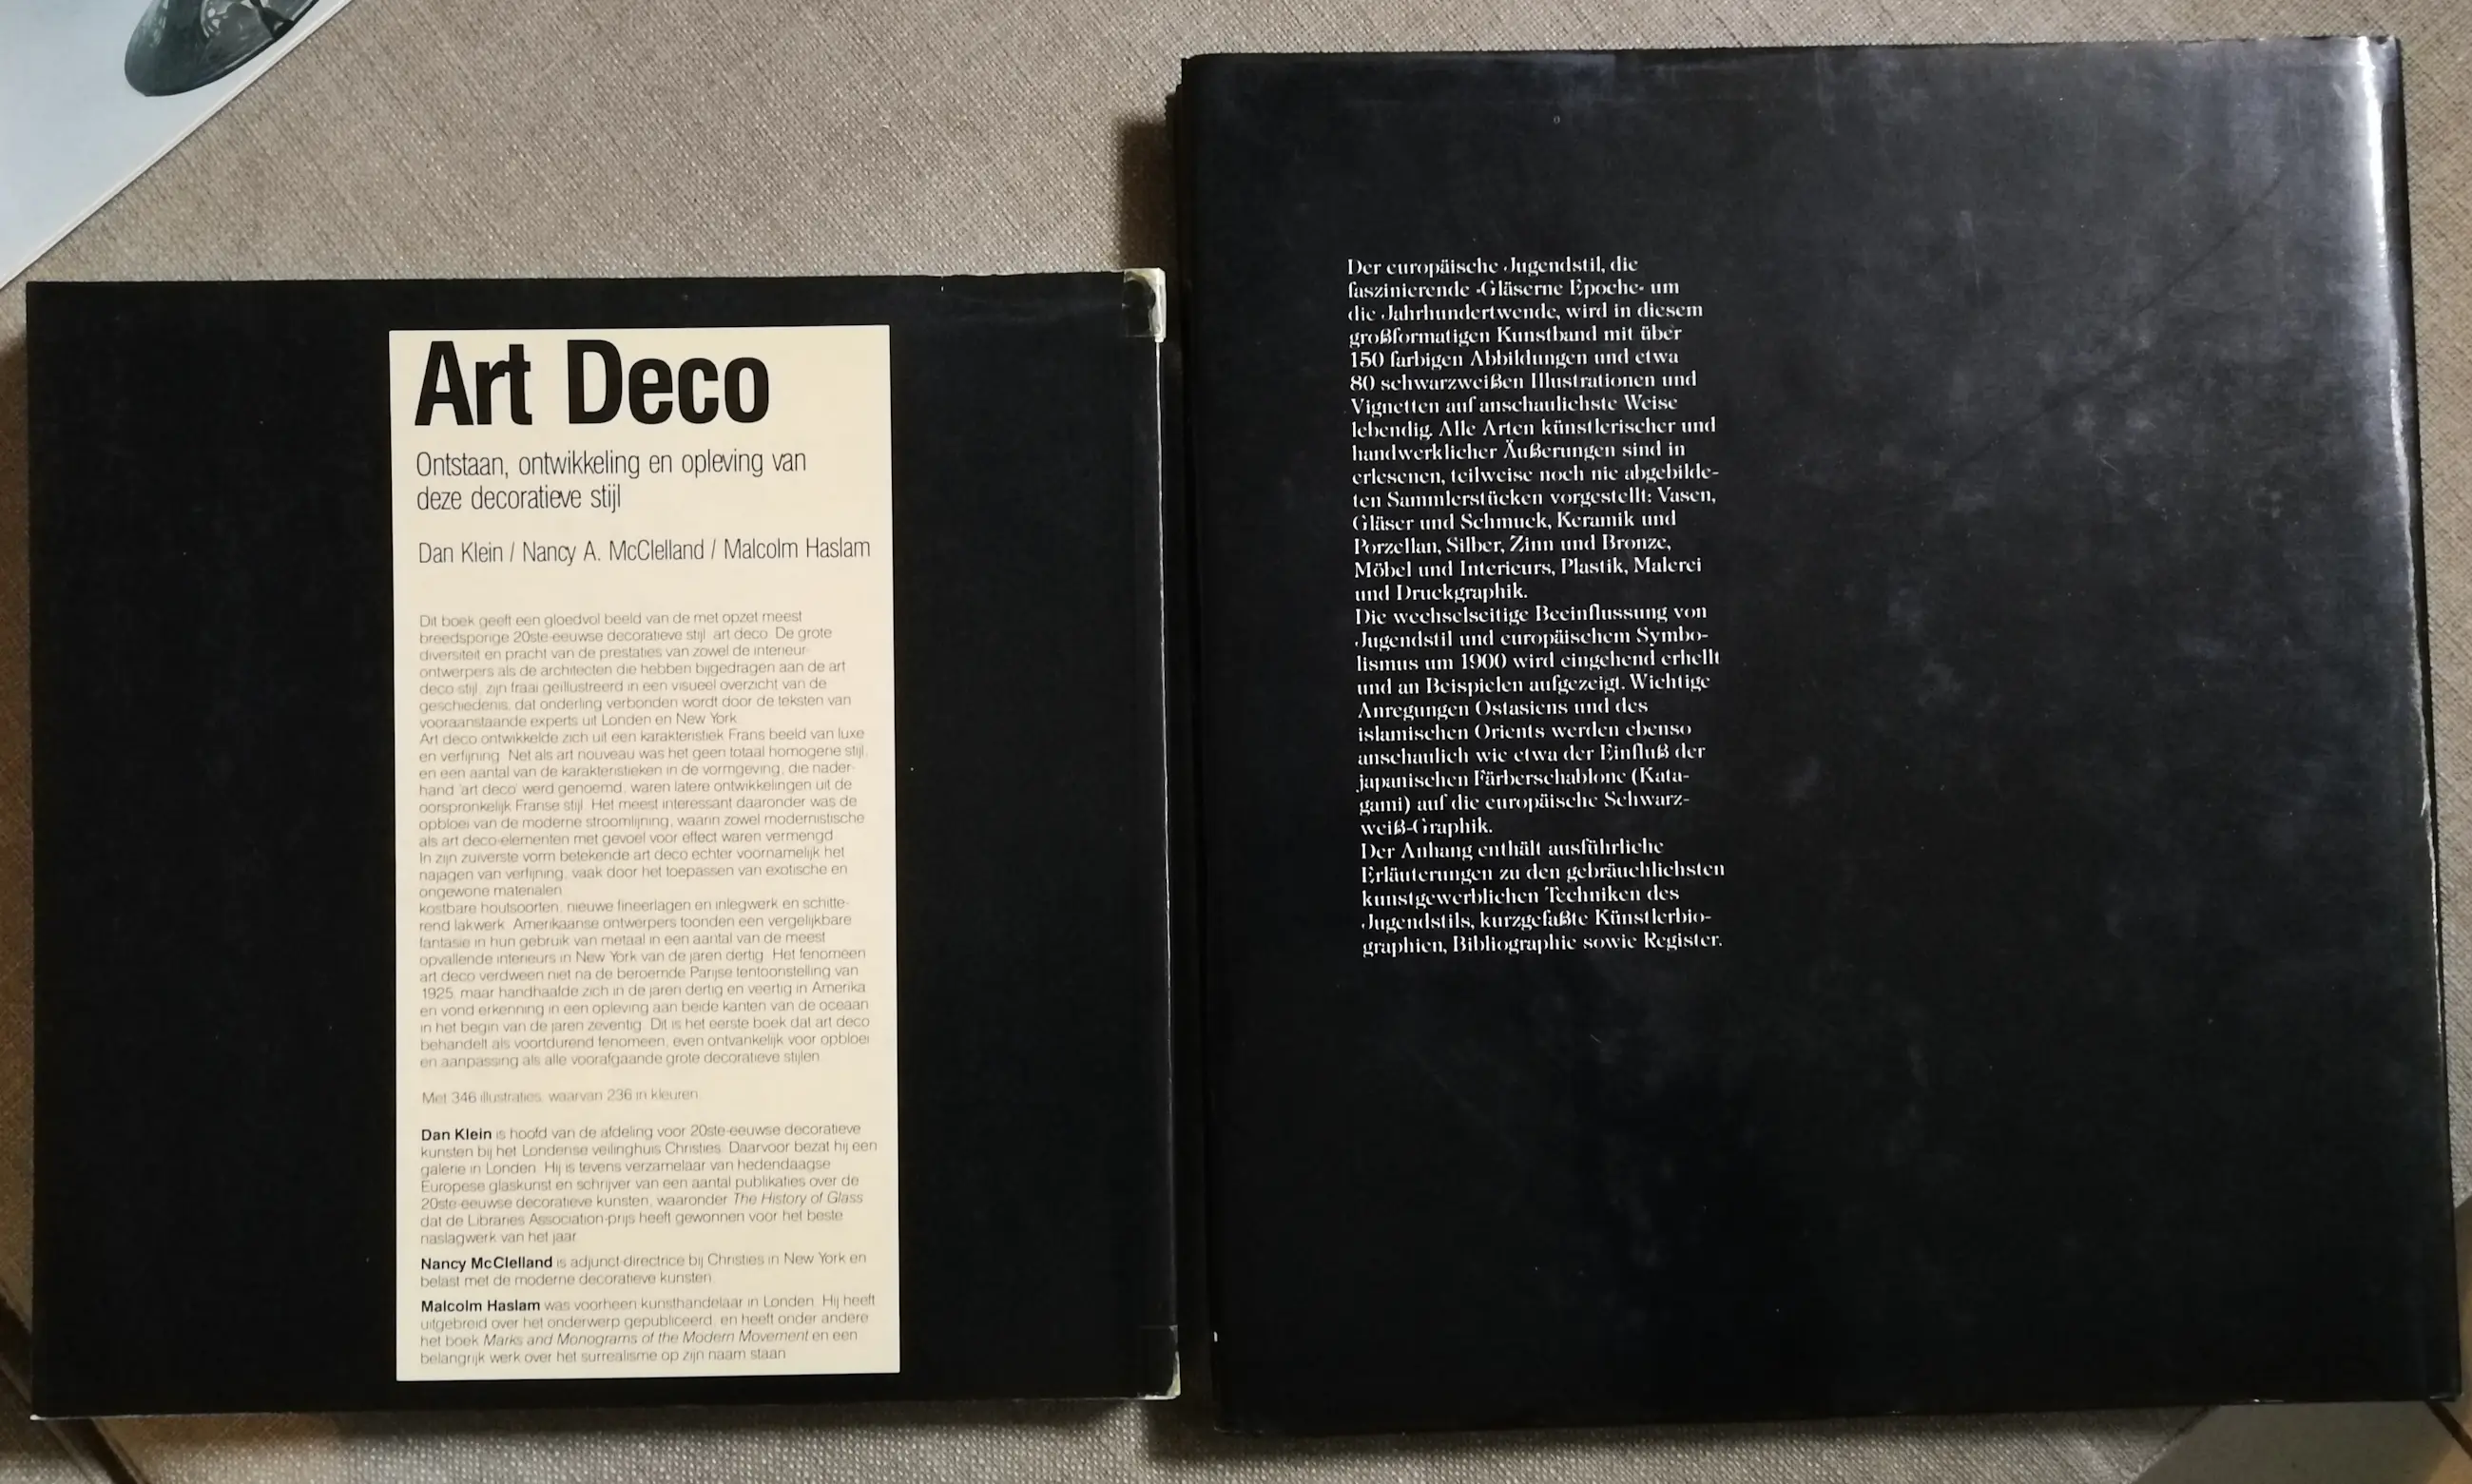 Art Deco
Ontstaan, ontwikkeling en opleving van
deze decoratieve stijl
Dan Klein / Nancy A. McClelland / Malcolm Haslam
Dit boek geeft een gloedvol beeld van de met opzet meest
breedsporige 20ste-eeuwse decoratieve stijl: art deco. De grote
diversiteit en pracht van de prestaties van zowel de interieur-
ontwerpers als de architecten die hebben bijgedragen aan de art
deco stijl, zijn fraai geïllustreerd in een visueel overzicht van de
geschiedenis, dat onderling verbonden wordt door de teksten van
vooraanstaande experts uit Londen en New York.
Art deco ontwikkelde zich uit een karakteristiek Frans beeld van luxe
en verfijning. Net als art nouveau was het geen totaal homogene stijl,
en een aantal van de karakteristieken in de vormgeving, die nader-
hand 'art deco' werd genoemd, waren latere ontwikkelingen uit de
oorspronkelijk Franse stijl. Het meest interessant daaronder was de
opbloei van de moderne stroomlijning, waarin zowel modernistische
als art deco-elementen met gevoel voor effect waren vermengd.
In zijn zuiverste vorm betekende art deco echter voornamelijk het
najagen van verfijning, vaak door het toepassen van exotische en
ongewone materialen:
kostbare houtsoorten, nieuwe fineerlagen en inlegwerk en schitte-
rend lakwerk. Amerikaanse ontwerpers toonden een vergelijkbare
fantasie in hun gebruik van metaal in een aantal van de meest
opvallende interieurs in New York van de jaren dertig. Het fenomeen
art deco verdween niet na de beroemde Parijse tentoonstelling van
1925, maar handhaafde zich in de jaren dertig en veertig in Amerika
en vond erkenning in een opleving aan beide kanten van de oceaan
in het begin van de jaren zeventig. Dit is het eerste boek dat art deco
behandelt als voortdurend fenomeen, even ontvankelijk voor opbloei
en aanpassing als alle voorafgaande grote decoratieve stijlen.
Met 346 illustraties, waarvan 236 in kleuren.
Dan Klein is hoofd van de afdeling voor 20ste-eeuwse decoratieve
kunsten bij het Londense veilinghuis Christies. Daarvoor bezat hij een
galerie in Londen. Hij is tevens verzamelaar van hedendaagse
Europese glaskunst en schrijver van een aantal publikaties over de
20ste-eeuwse decoratieve kunsten, waaronder The History of Glass
dat de Libraries Association-prijs heeft gewonnen voor het beste
naslagwerk van het jaar.
Nancy McClelland is adjunct-directrice bij Christies in New York en
belast met de moderne decoratieve kunsten.
Malcolm Haslam was voorheen kunsthandelaar in Londen. Hij heeft
uitgebreid over het onderwerp gepubliceerd, en heeft onder andere
het boek Marks and Monograms of the Modern Movement en een
belangrijk werk over het surrealisme op zijn naam staan.
Der europäische Jugendstil, die
faszinierende ›Gläserne Epoche‹ um
die Jahrhundertwende, wird in diesem
großformatigen Kunstband mit über
150 farbigen Abbildungen und etwa
80 schwarzweißen Illustrationen und
Vignetten auf anschaulichste Weise
lebendig. Alle Arten künstlerischer und
handwerklicher Äußerungen sind in
erlesenen, teilweise noch nie abgebilde-
ten Sammlerstücken vorgestellt: Vasen,
Gläser und Schmuck, Keramik und
Porzellan, Silber, Zinn und Bronze,
Möbel und Interieurs, Plastik, Malerei
und Druckgraphik.
Die wechselseitige Beeinflussung von
Jugendstil und europäischem Symbo-
lismus um 1900 wird eingehend erhellt
und an Beispielen aufgezeigt. Wichtige
Anregungen Ostasiens und des
islamischen Orients werden ebenso
anschaulich wie etwa der Einfluß der
japanischen Färberschablone (Kata-
gami) auf die europäische Schwarz-
weiß-Graphik.
Der Anhang enthält ausführliche
Erläuterungen zu den gebräuchlichsten
kunstgewerblichen Techniken des
Jugendstils, kurzgefaßte Künstlerbio-
graphien, Bibliographie sowie Register.